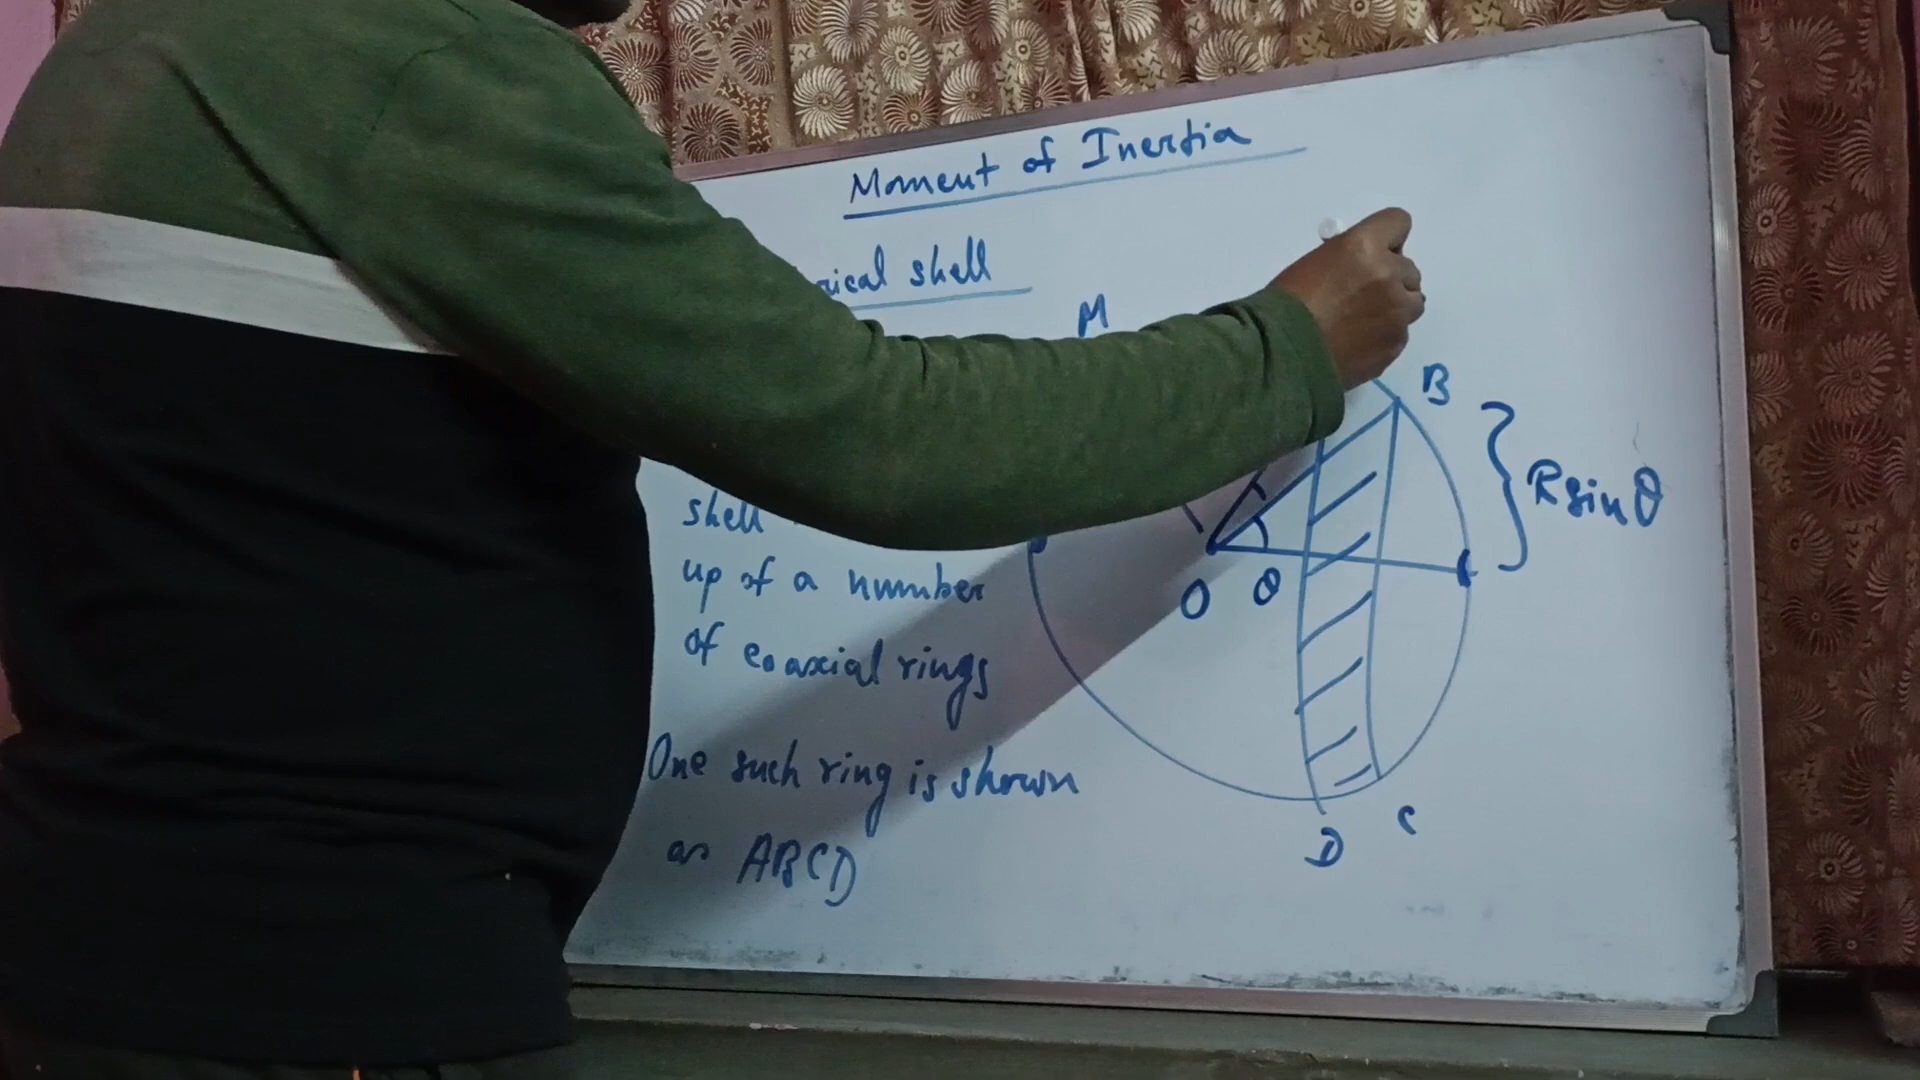 Moment of Inertia
rical shell
M
B
R sin θ
shell
up of a number
O
θ
of coaxial rings
One such ring is shown
as ABCD
D
C